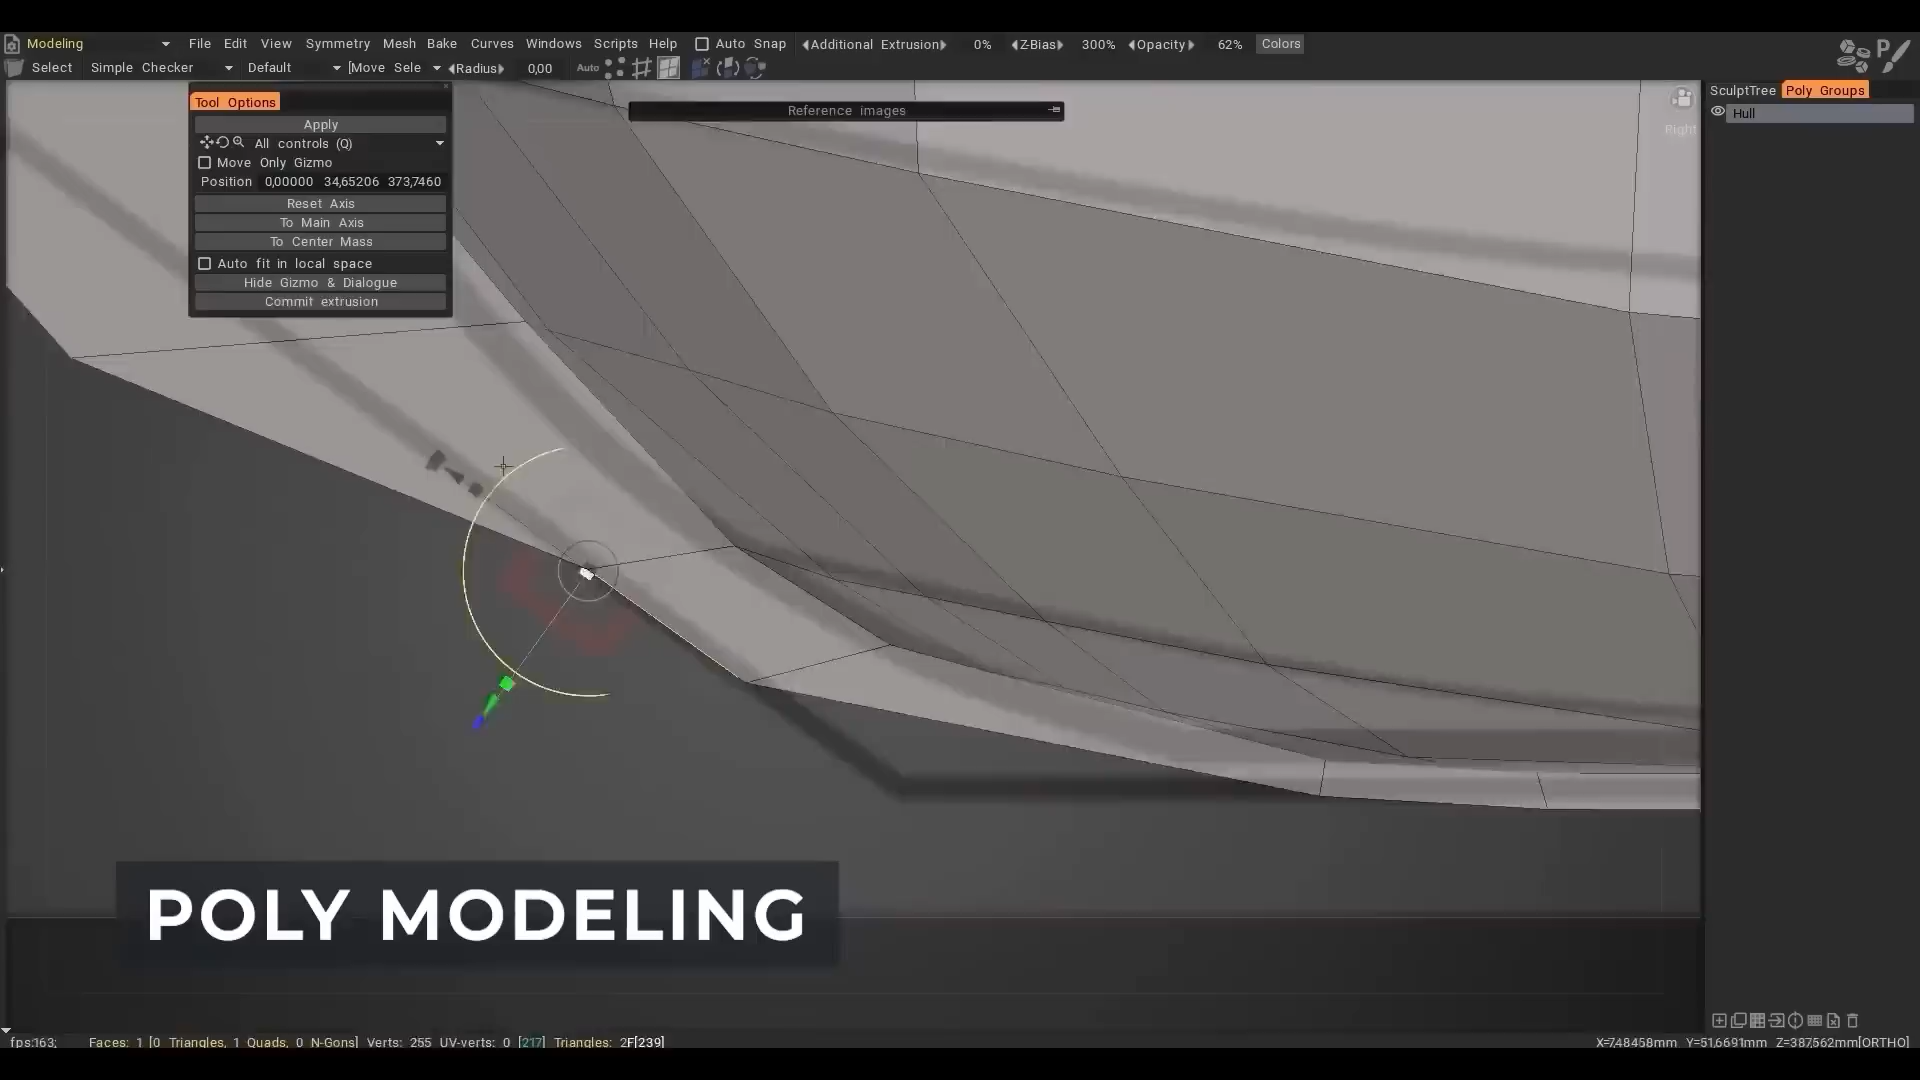 Modeling File Edit View Symmetry Mesh Bake Curves Windows Scripts Help Auto Snap Additional Extrusion 0% Z-Bias 300% Opacity 62% Colors
Select Simple Checker Default [Move Sele Radius 0,00 Auto
SculptTree Poly Groups
Hull
Tool Options
Apply
All controls (Q)
Move Only Gizmo
Position 0,00000 34,65206 373,7460
Reset Axis
To Main Axis
To Center Mass
Auto fit in local space
Hide Gizmo & Dialogue
Commit extrusion
Reference images
Right
POLY MODELING
fps:163; Faces: 1 [0 Triangles, 1 Quads, 0 N-Gons] Verts: 255 UV-verts: 0 [217] Triangles: 2F[239] X=7,48458mm Y=51,6691mm Z=387,562mm[ORTHO]